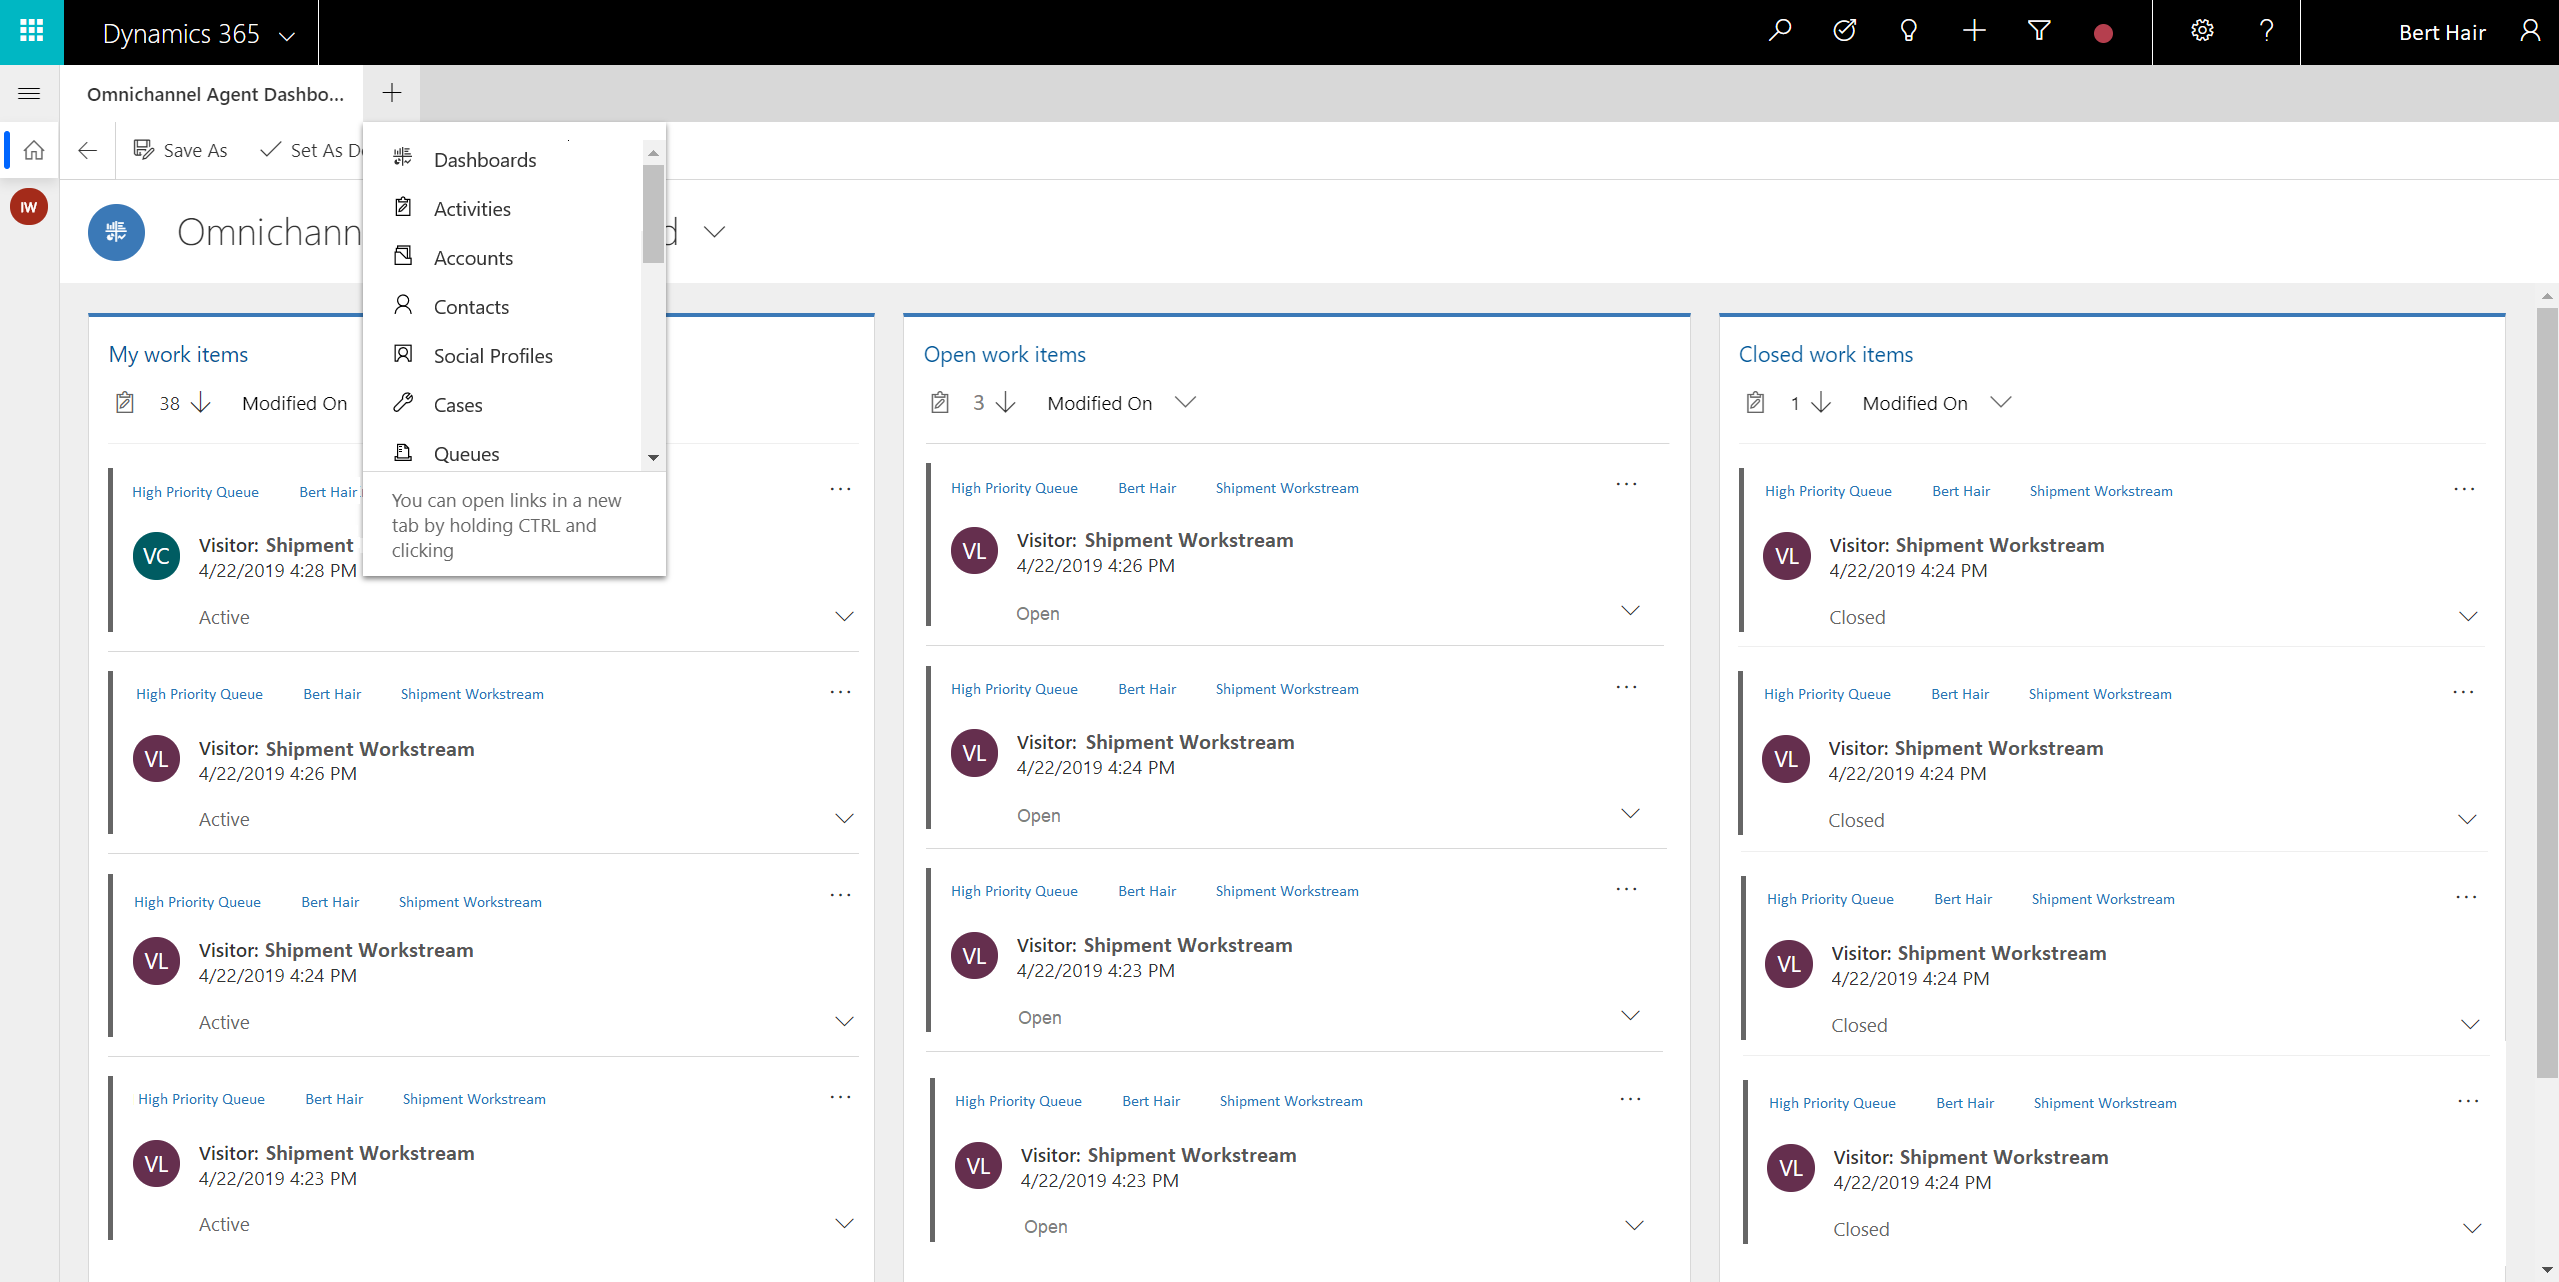 Dynamics 365
Bert Hair
Omnichannel Agent Dashbo...
Save As
Set As D
IW
Omnichann
d
Dashboards
Activities
Accounts
Contacts
Social Profiles
Cases
Queues
You can open links in a new
tab by holding CTRL and
clicking
My work items
38 Modified On
High Priority Queue Bert Hair
VC
Visitor: Shipment
4/22/2019 4:28 PM
Active
High Priority Queue Bert Hair Shipment Workstream
VL
Visitor: Shipment Workstream
4/22/2019 4:26 PM
Active
High Priority Queue Bert Hair Shipment Workstream
VL
Visitor: Shipment Workstream
4/22/2019 4:24 PM
Active
High Priority Queue Bert Hair Shipment Workstream
VL
Visitor: Shipment Workstream
4/22/2019 4:23 PM
Active
Open work items
3 Modified On
High Priority Queue Bert Hair Shipment Workstream
VL
Visitor: Shipment Workstream
4/22/2019 4:26 PM
Open
High Priority Queue Bert Hair Shipment Workstream
VL
Visitor: Shipment Workstream
4/22/2019 4:24 PM
Open
High Priority Queue Bert Hair Shipment Workstream
VL
Visitor: Shipment Workstream
4/22/2019 4:23 PM
Open
High Priority Queue Bert Hair Shipment Workstream
VL
Visitor: Shipment Workstream
4/22/2019 4:23 PM
Open
Closed work items
1 Modified On
High Priority Queue Bert Hair Shipment Workstream
VL
Visitor: Shipment Workstream
4/22/2019 4:24 PM
Closed
High Priority Queue Bert Hair Shipment Workstream
VL
Visitor: Shipment Workstream
4/22/2019 4:24 PM
Closed
High Priority Queue Bert Hair Shipment Workstream
VL
Visitor: Shipment Workstream
4/22/2019 4:24 PM
Closed
High Priority Queue Bert Hair Shipment Workstream
VL
Visitor: Shipment Workstream
4/22/2019 4:24 PM
Closed